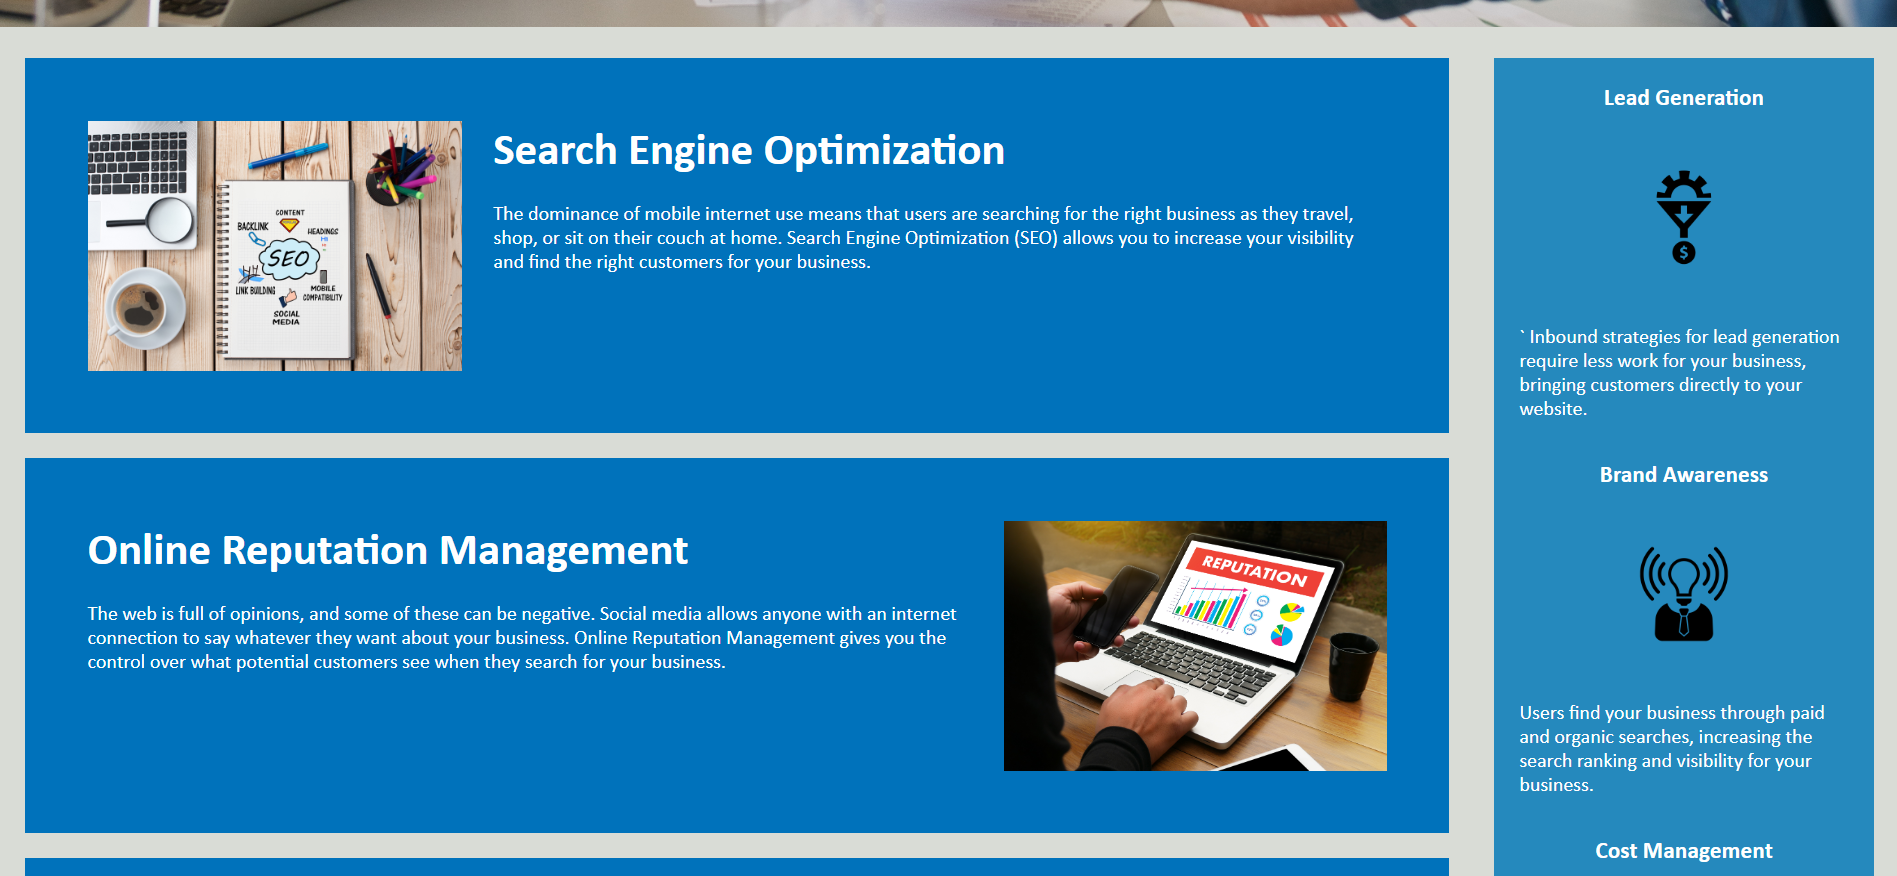 Search Engine Optimization
The dominance of mobile internet use means that users are searching for the right business as they travel,
shop, or sit on their couch at home. Search Engine Optimization (SEO) allows you to increase your visibility
and find the right customers for your business.
CONTENT
BACKLINK
HEADINGS
SEO
LINK BUILDING
MOBILE
COMPATIBILITY
SOCIAL
MEDIA
Online Reputation Management
The web is full of opinions, and some of these can be negative. Social media allows anyone with an internet
connection to say whatever they want about your business. Online Reputation Management gives you the
control over what potential customers see when they search for your business.
REPUTATION
Lead Generation
$
` Inbound strategies for lead generation
require less work for your business,
bringing customers directly to your
website.
Brand Awareness
Users find your business through paid
and organic searches, increasing the
search ranking and visibility for your
business.
Cost Management